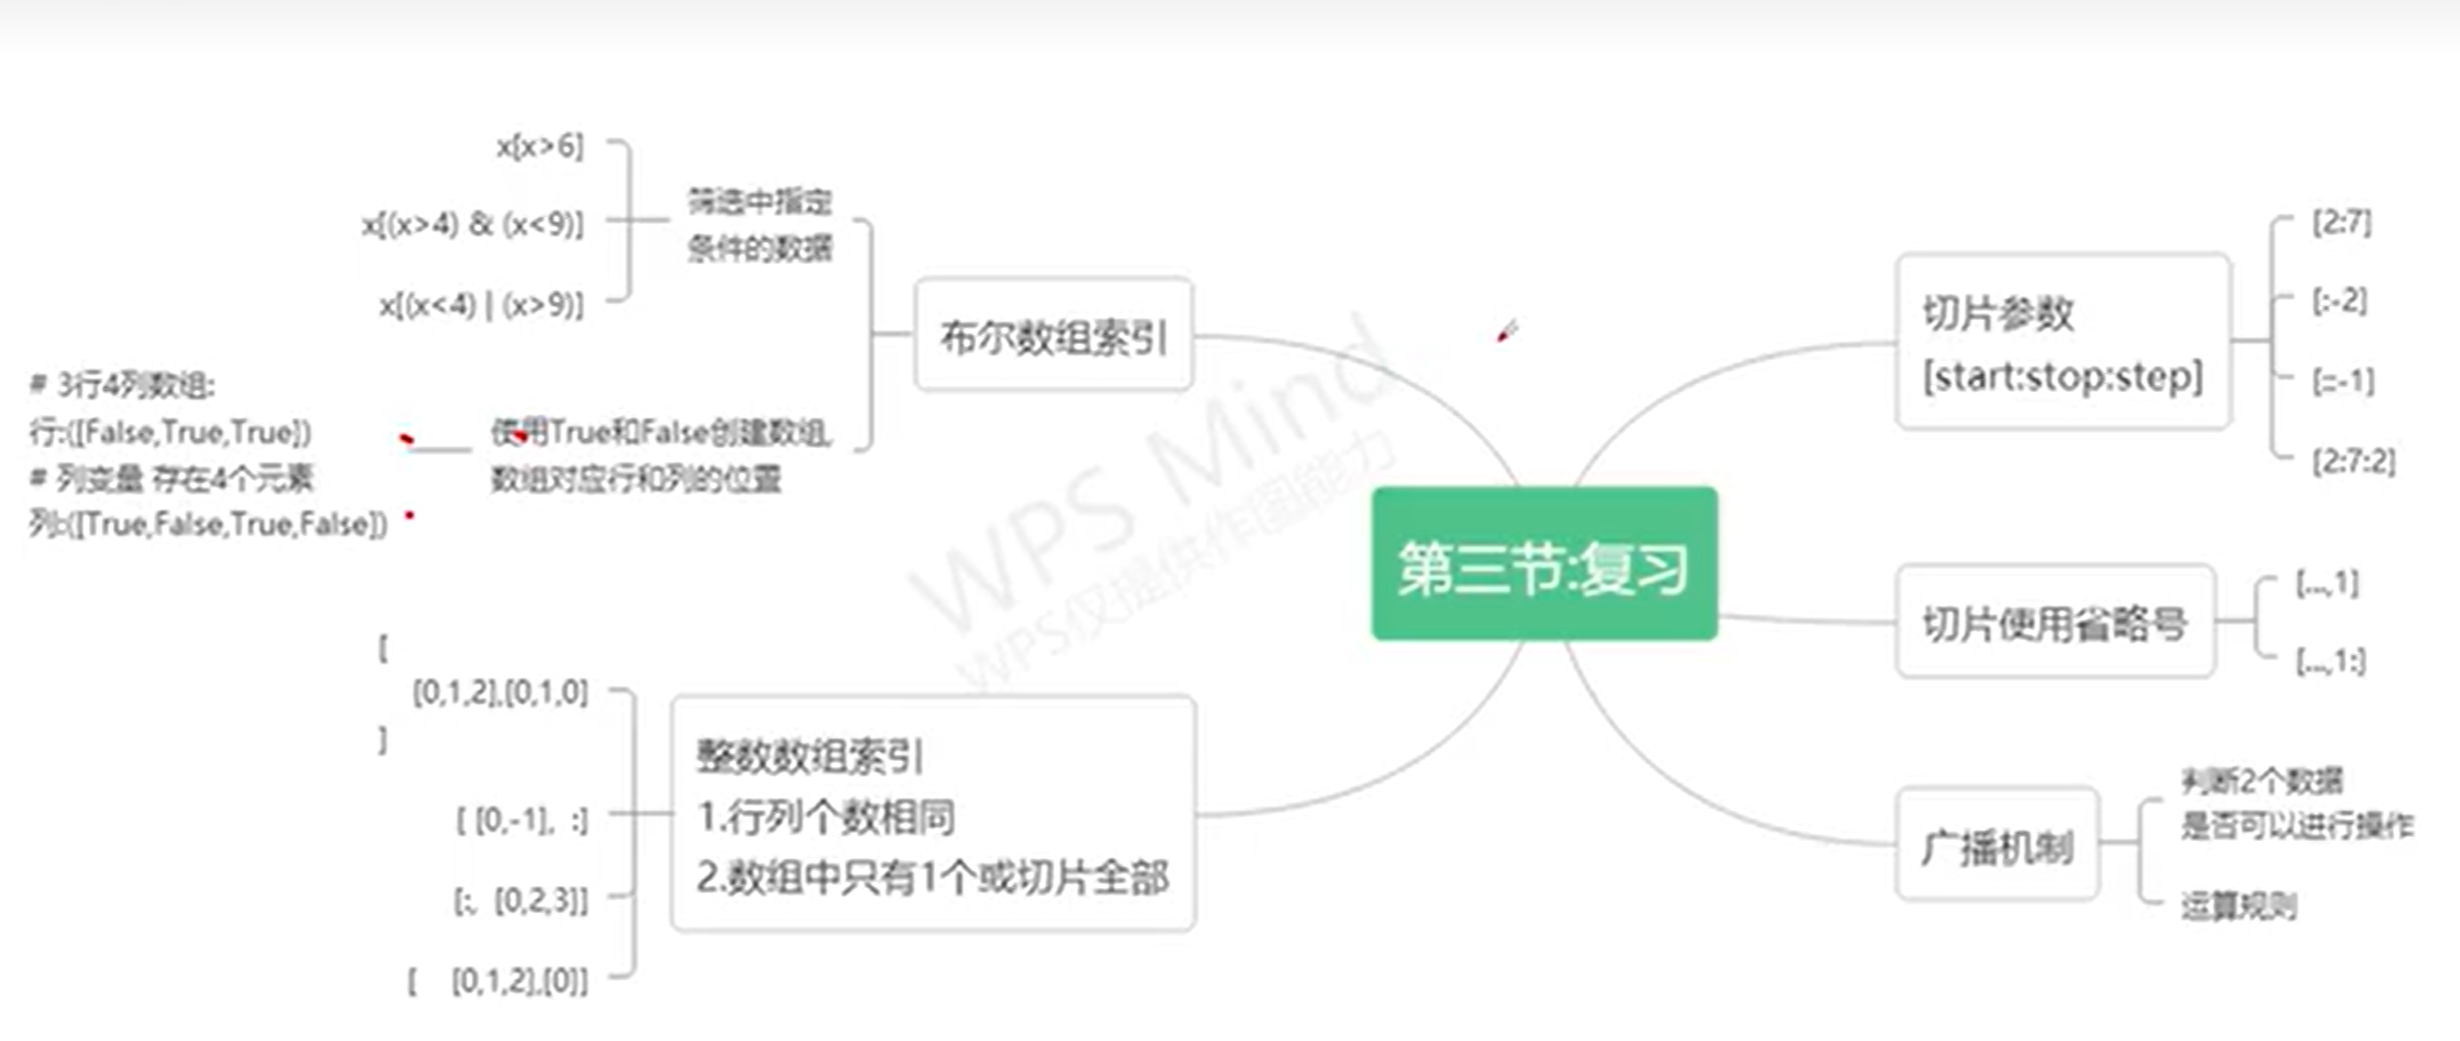 x[x>6]
x[(x>4) & (x<9)]
x[(x<4) | (x>9)]
筛选中指定
条件的数据
布尔数组索引
# 3行4列数组:
行:([False,True,True])
# 列变量 存在4个元素
列:([True,False,True,False])
使用True和False创建数组,
数组对应行和列的位置
[
[0,1,2],[0,1,0]
]
[ [0,-1], :]
[:, [0,2,3]]
[ [0,1,2],[0]]
整数数组索引
1.行列个数相同
2.数组中只有1个或切片全部
第三节:复习
切片参数
[start:stop:step]
[2:7]
[:-2]
[::-1]
[2:7:2]
切片使用省略号
[...,1]
[...,1:]
广播机制
判断2个数据
是否可以进行操作
运算规则
WPS Mind
WPS仅提供作图能力